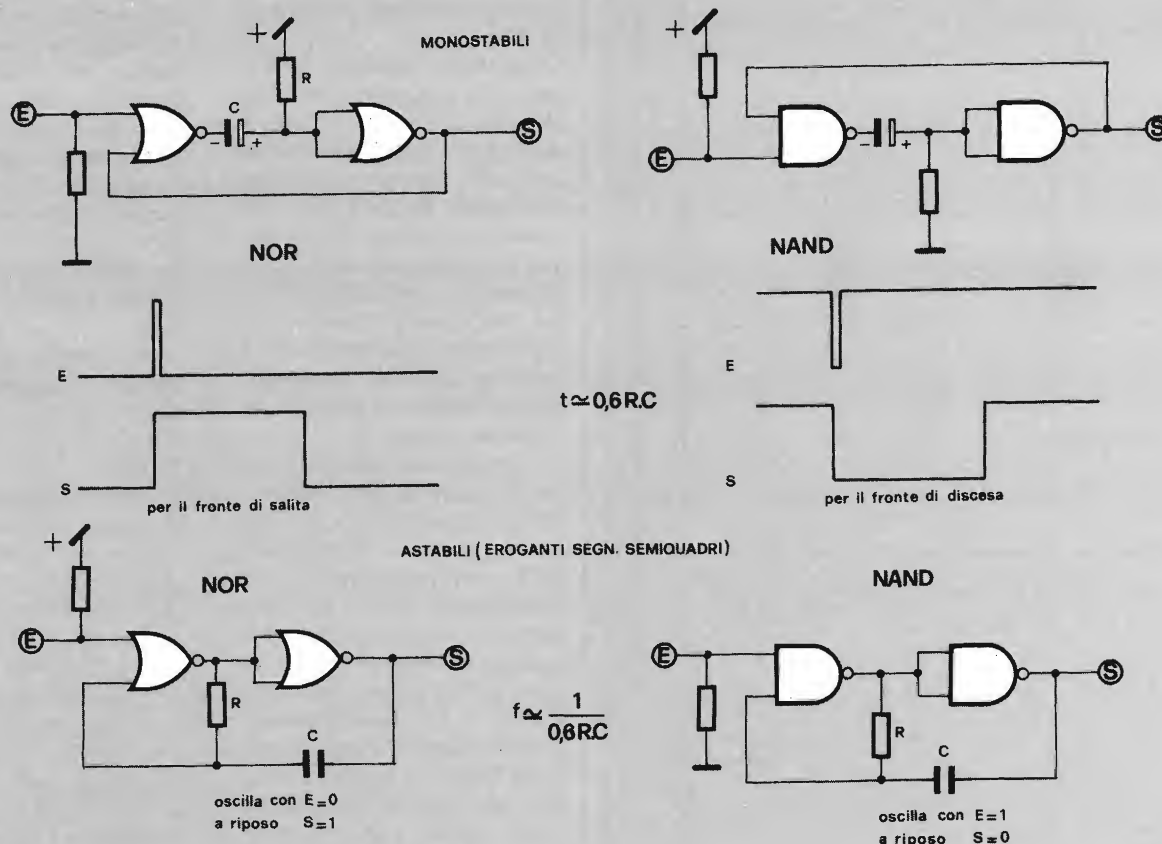 MONOSTABILI
+
R
E
C
- +
S
NOR
+
E
- +
S
NAND
E
S
per il fronte di salita
t≃0,6R.C
E
S
per il fronte di discesa
ASTABILI (EROGANTI SEGN. SEMIQUADRI)
+
NOR
E
S
R
C
oscilla con E=0
a riposo S=1
f≃ 1
0,6R.C
NAND
E
S
R
C
oscilla con E=1
a riposo S=0